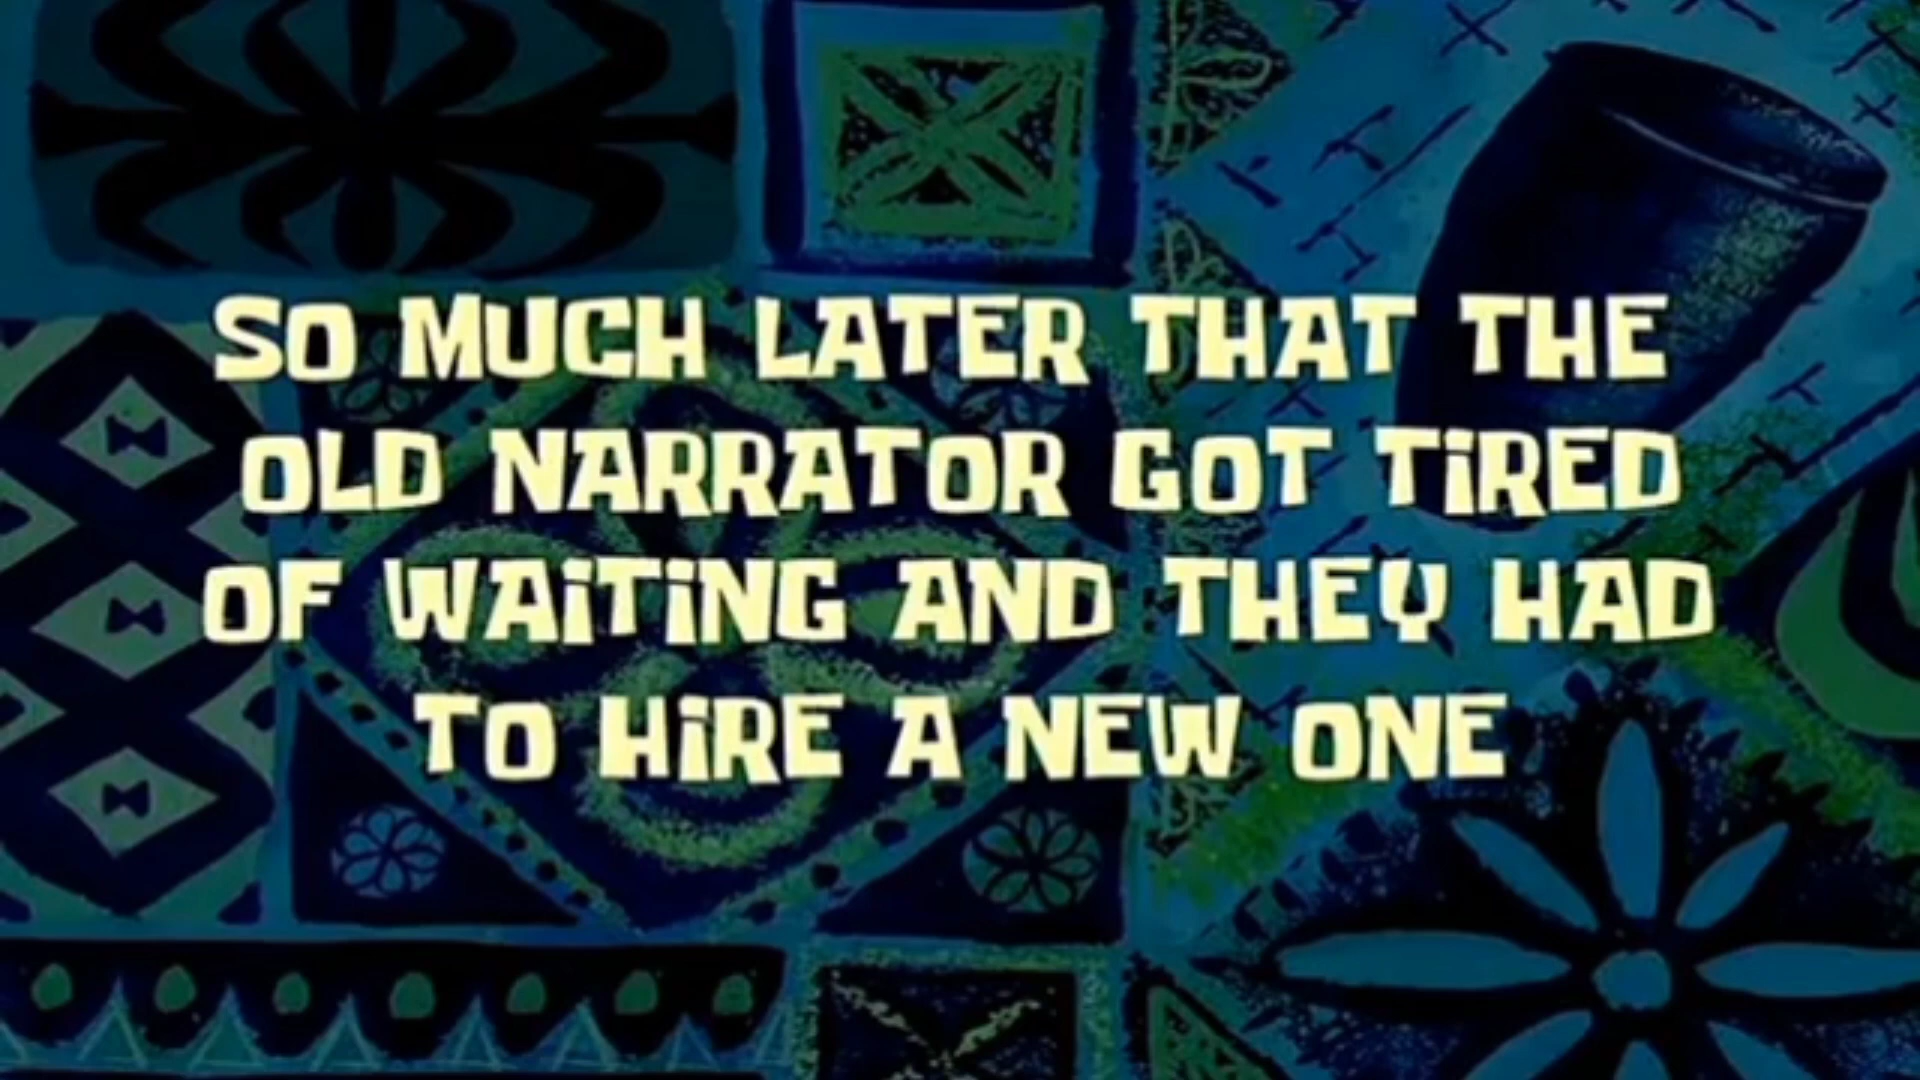 SO MUCH LATER THAT THE
OLD NARRATOR GOT TiRED
OF WAiTiNG AND THEY HAD
TO HiRE A NEW ONE